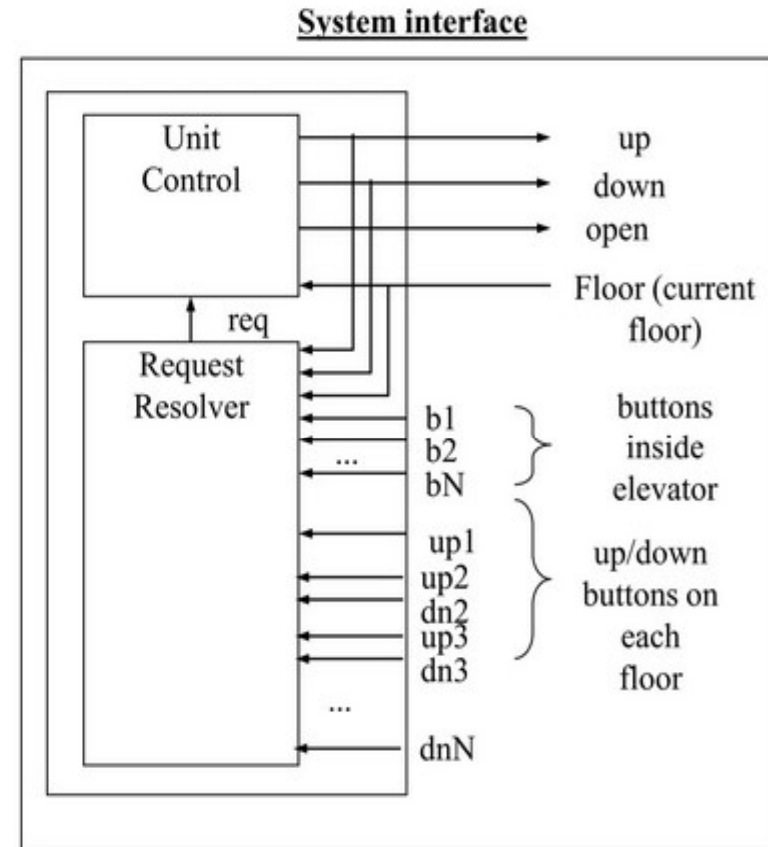 System interface
Unit
Control
up
down
open
Floor (current
floor)
req
Request
Resolver
b1
b2
...
bN
buttons
inside
elevator
up1
up2
dn2
up3
dn3
...
dnN
up/down
buttons on
each
floor